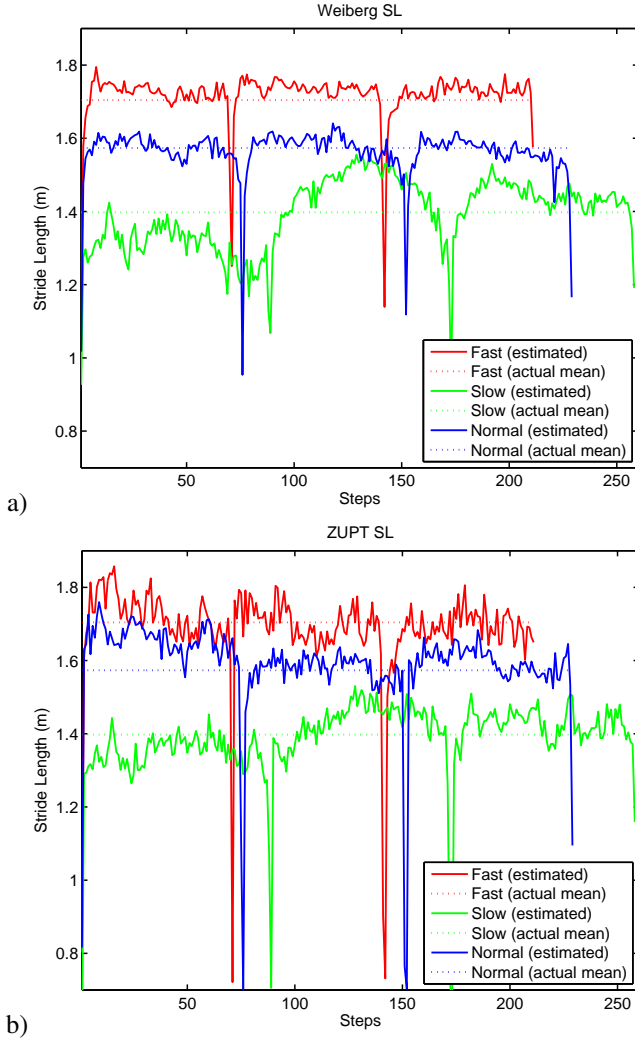 Weiberg SL
1.8
1.6
1.4
1.2
1
0.8
Stride Length (m)
Fast (estimated)
Fast (actual mean)
Slow (estimated)
Slow (actual mean)
Normal (estimated)
Normal (actual mean)
50 100 150 200 250
Steps
a)
ZUPT SL
1.8
1.6
1.4
1.2
1
0.8
Stride Length (m)
Fast (estimated)
Fast (actual mean)
Slow (estimated)
Slow (actual mean)
Normal (estimated)
Normal (actual mean)
50 100 150 200 250
Steps
b)